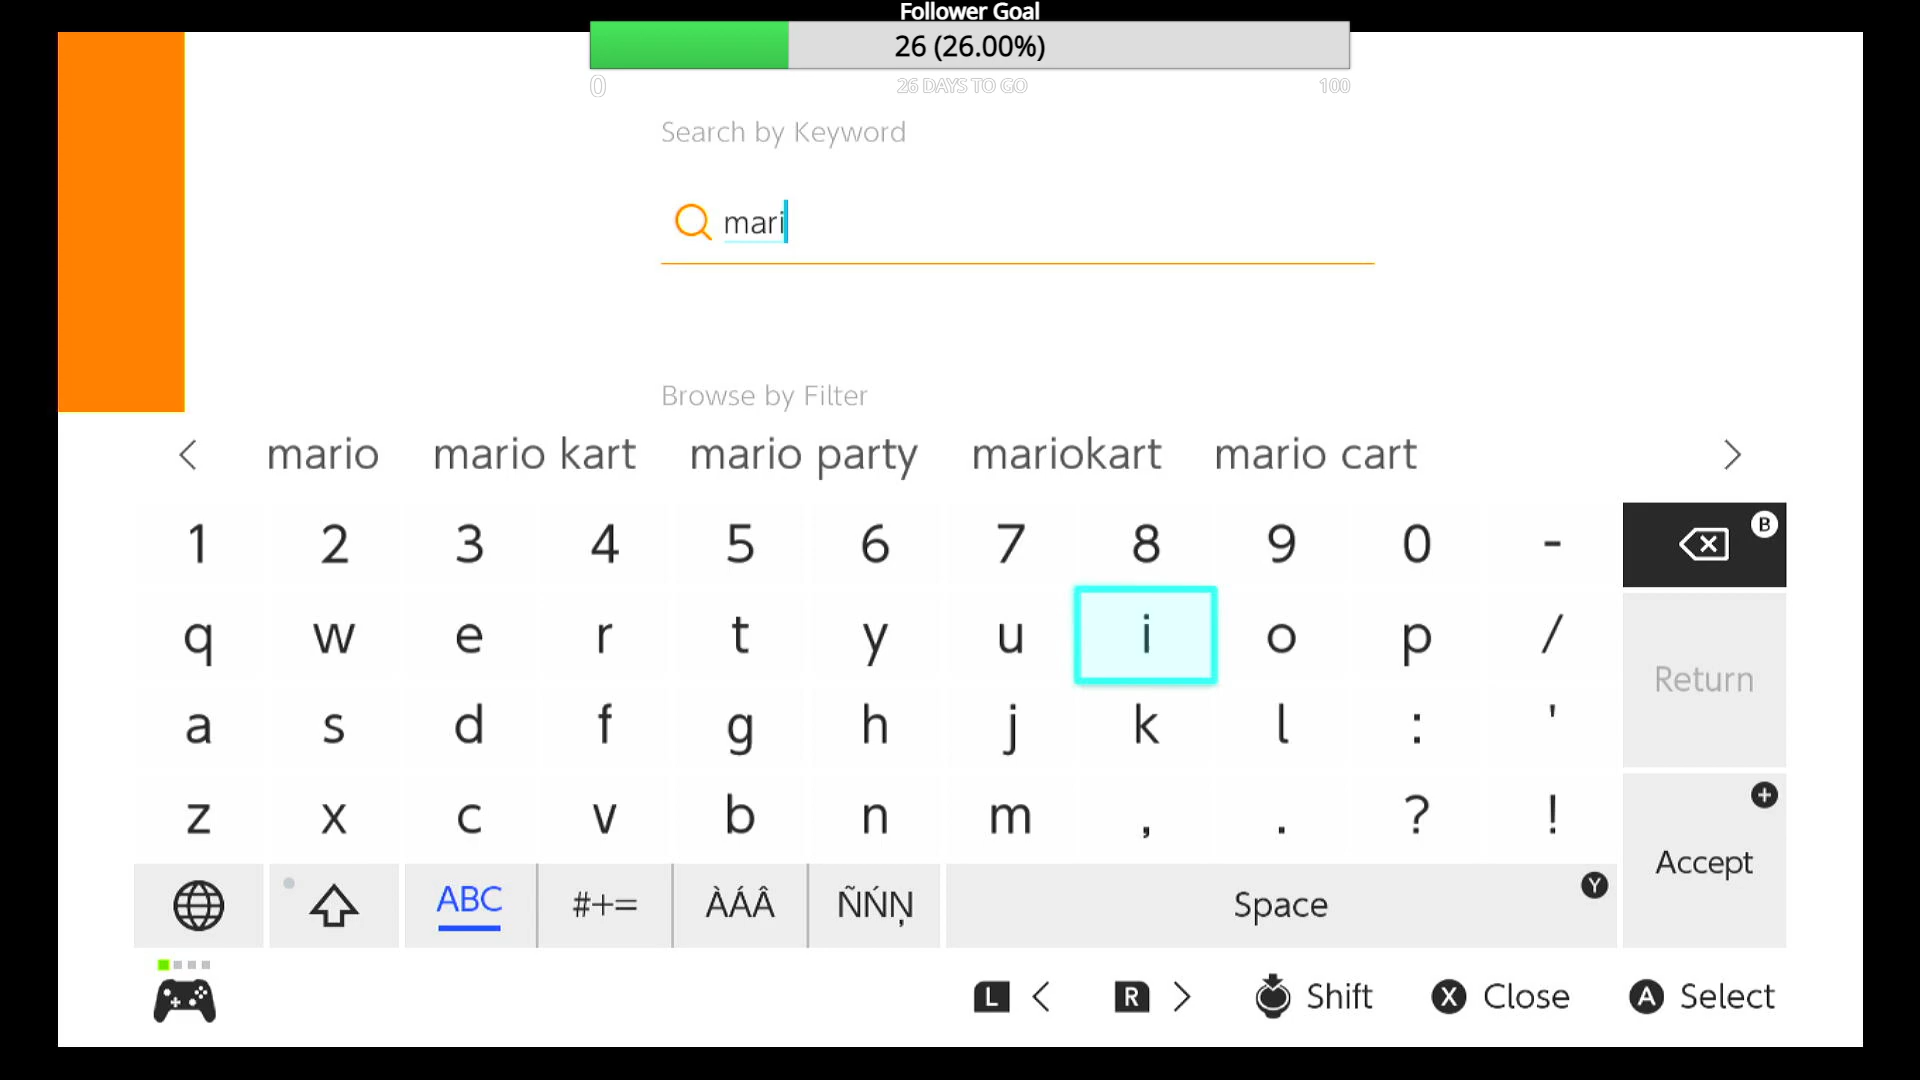 Follower Goal
26 (26.00%)
0 26 DAYS TO GO 100
Search by Keyword
mari
Browse by Filter
mario mario kart mario party mariokart mario cart
1 2 3 4 5 6 7 8 9 0 - B
q w e r t y u i o p /
Return
a s d f g h j k l : '
z x c v b n m , . ? !
Accept
ABC #+= ÀÁÂ ÑŃŅ Space Y
L < R > Shift X Close A Select